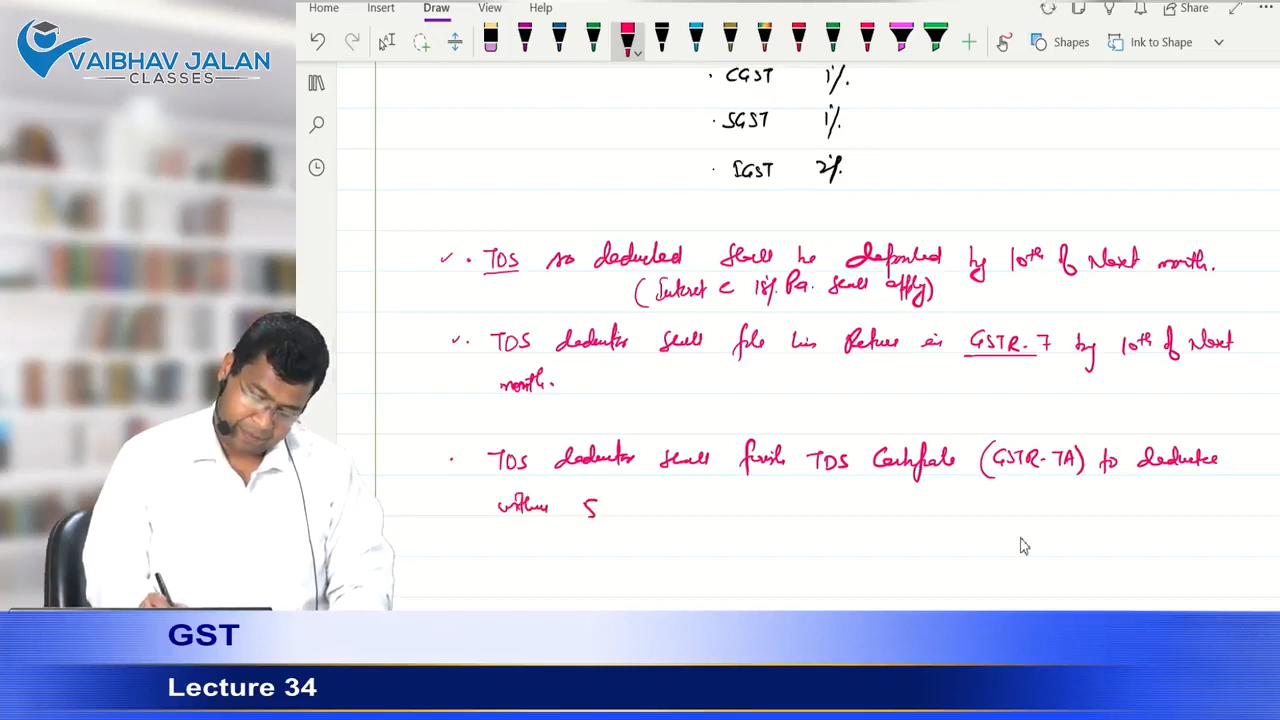 VAIBHAV JALAN
CLASSES
Home Insert Draw View Help
Share
Shapes Ink to Shape
· CGST 1%.
· SGST 1%.
· IGST 2%.
✓ · TDS so deducted shall be deposited by 10th of Next month.
(Interest @ 18% Pa. shall apply)
✓ · TDS deductor shall file his Return in GSTR-7 by 10th of Next
month.
· TDS deductor shall furnish TDS Certificate (GSTR-7A) to deductee
within 5
GST
Lecture 34